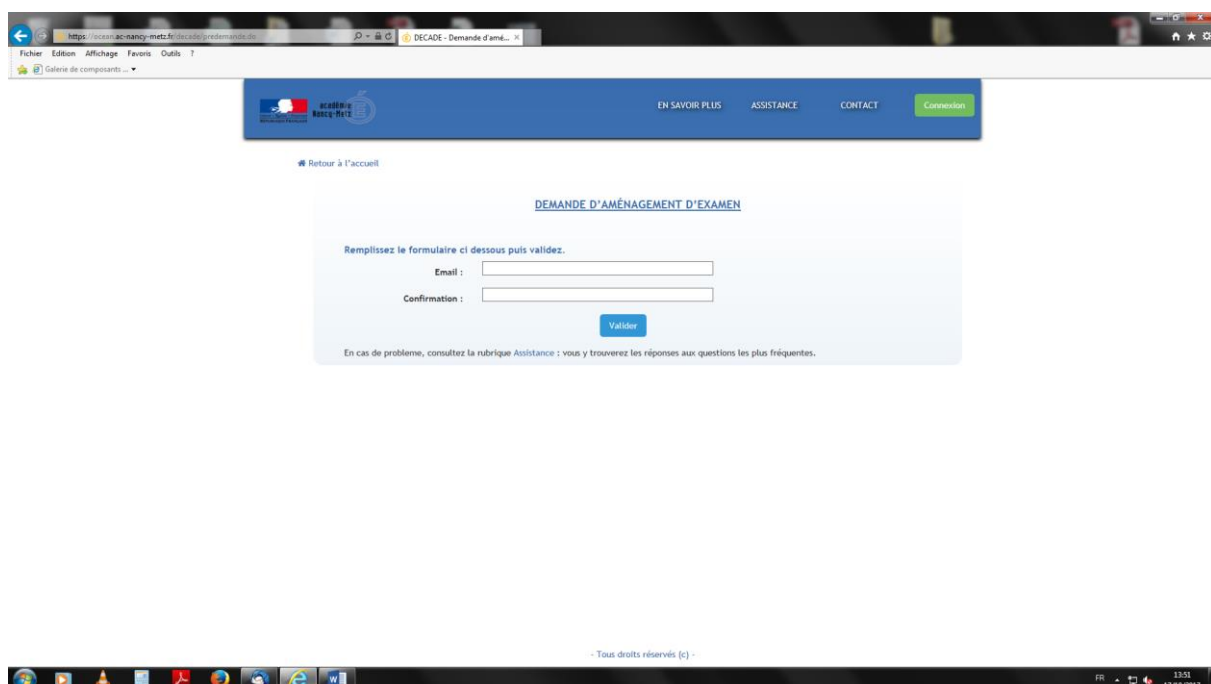 https://ocean.ac-nancy-metz.fr/decade/predemande.do
DECADE - Demande d'amé...
Fichier Edition Affichage Favoris Outils ?
Galerie de composants ...
académie
Nancy-Metz
EN SAVOIR PLUS ASSISTANCE CONTACT Connexion
Retour à l'accueil
DEMANDE D'AMÉNAGEMENT D'EXAMEN
Remplissez le formulaire ci dessous puis validez.
Email :
Confirmation :
Valider
En cas de probleme, consultez la rubrique Assistance : vous y trouverez les réponses aux questions les plus fréquentes.
- Tous droits réservés (c) -
FR 13:51